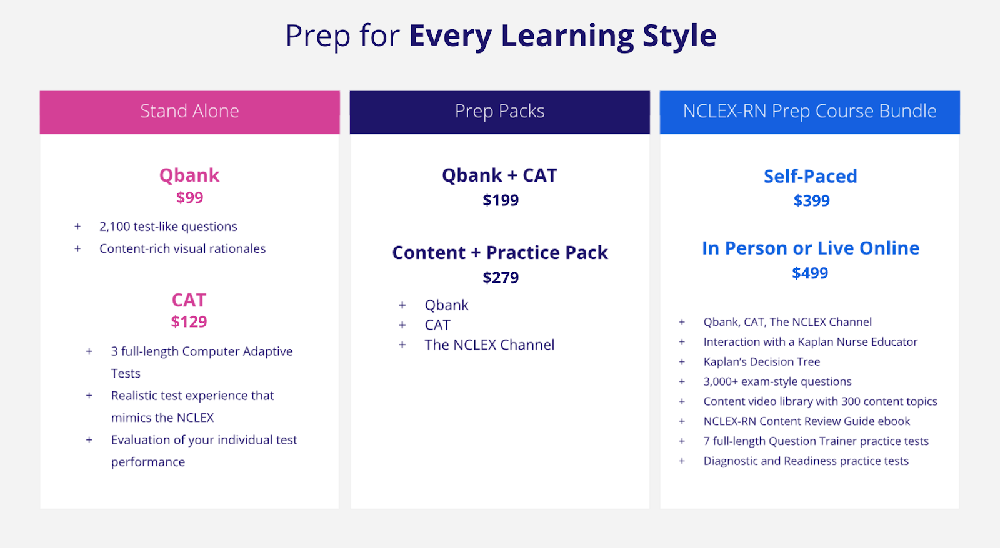 Prep for Every Learning Style
Stand Alone
Qbank
$99
+ 2,100 test-like questions
+ Content-rich visual rationales
CAT
$129
+ 3 full-length Computer Adaptive
Tests
+ Realistic test experience that
mimics the NCLEX
+ Evaluation of your individual test
performance
Prep Packs
Qbank + CAT
$199
Content + Practice Pack
$279
+ Qbank
+ CAT
+ The NCLEX Channel
NCLEX-RN Prep Course Bundle
Self-Paced
$399
In Person or Live Online
$499
+ Qbank, CAT, The NCLEX Channel
+ Interaction with a Kaplan Nurse Educator
+ Kaplan’s Decision Tree
+ 3,000+ exam-style questions
+ Content video library with 300 content topics
+ NCLEX-RN Content Review Guide ebook
+ 7 full-length Question Trainer practice tests
+ Diagnostic and Readiness practice tests